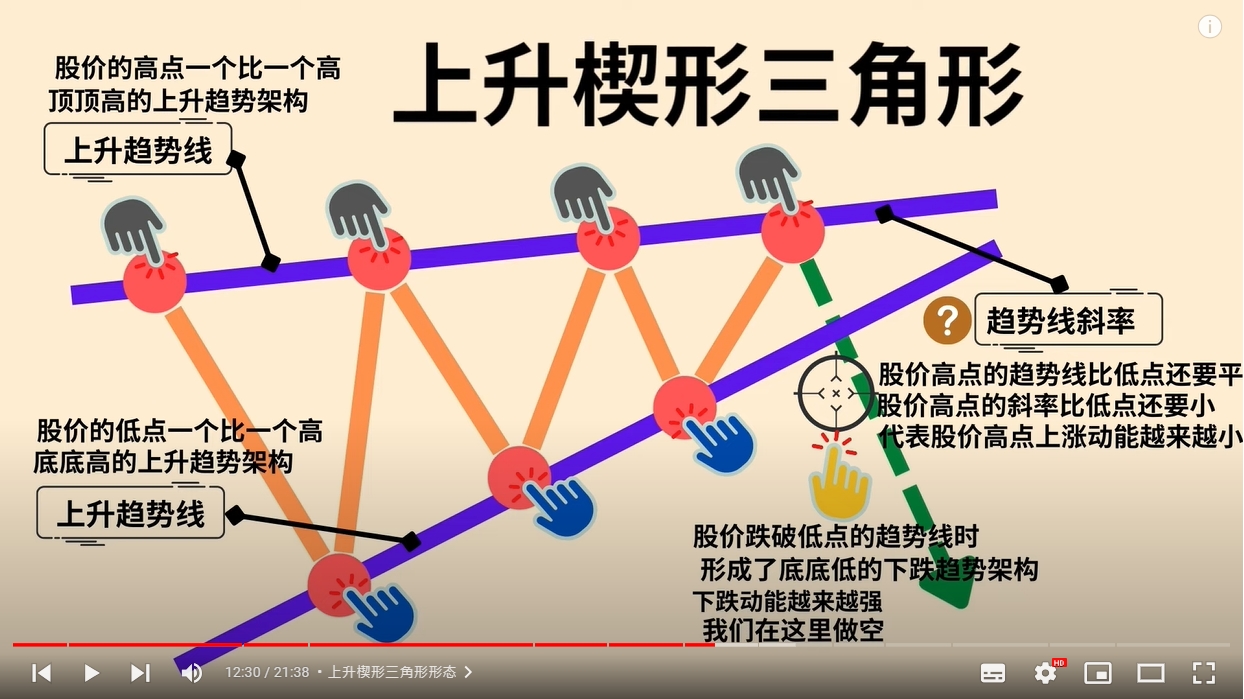 上升楔形三角形
股价的高点一个比一个高
顶顶高的上升趋势架构
上升趋势线
?
趋势线斜率
股价高点的趋势线比低点还要平
股价高点的斜率比低点还要小
代表股价高点上涨动能越来越小
股价的低点一个比一个高
底底高的上升趋势架构
上升趋势线
股价跌破低点的趋势线时
形成了底底低的下跌趋势架构
下跌动能越来越强
我们在这里做空
12:30 / 21:38 • 上升楔形三角形形态
HD